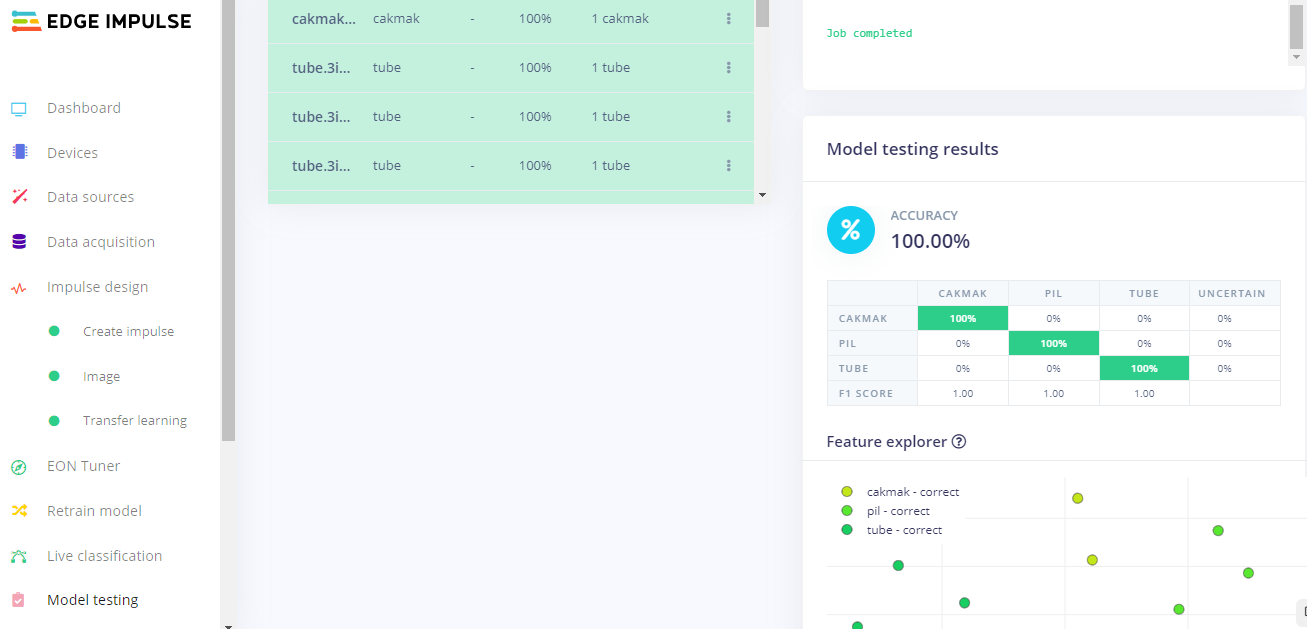 EDGE IMPULSE
Dashboard
Devices
Data sources
Data acquisition
Impulse design
Create impulse
Image
Transfer learning
EON Tuner
Retrain model
Live classification
Model testing
cakmak... cakmak - 100% 1 cakmak
tube.3i... tube - 100% 1 tube
tube.3i... tube - 100% 1 tube
tube.3i... tube - 100% 1 tube
Job completed
Model testing results
%
ACCURACY
100.00%
CAKMAK PIL TUBE UNCERTAIN
CAKMAK 100% 0% 0% 0%
PIL 0% 100% 0% 0%
TUBE 0% 0% 100% 0%
F1 SCORE 1.00 1.00 1.00
Feature explorer ?
cakmak - correct
pil - correct
tube - correct